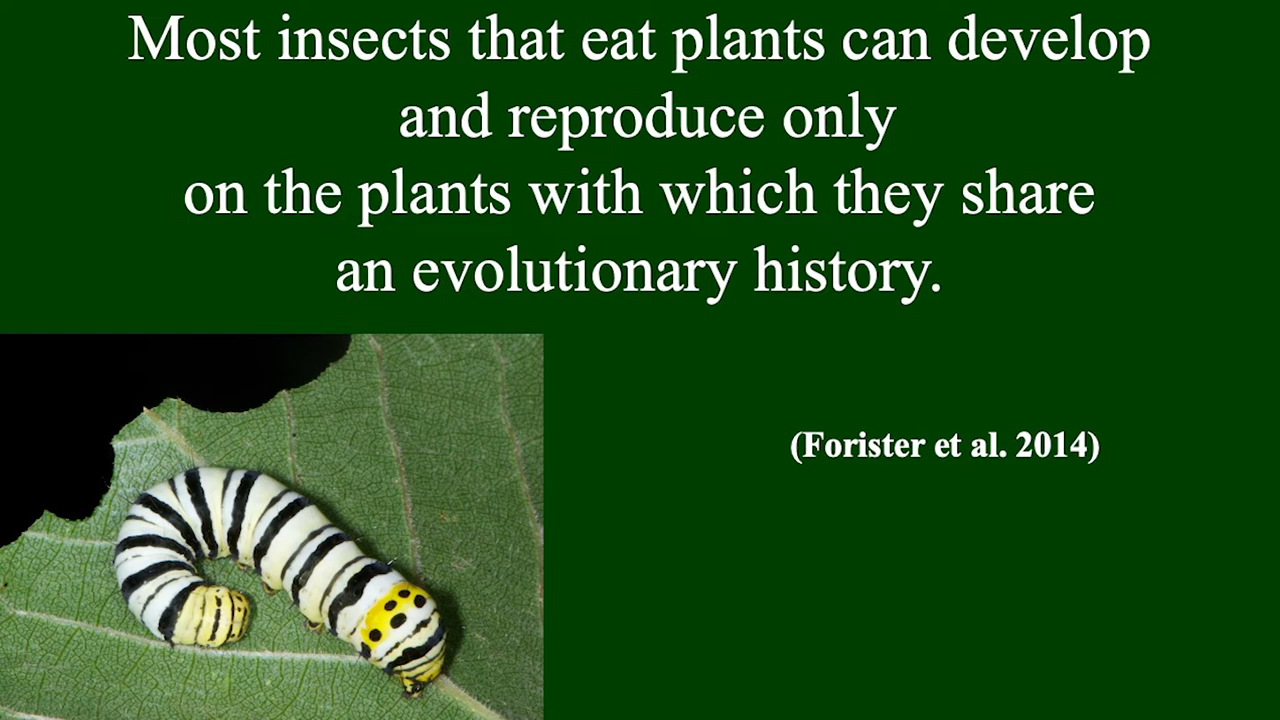 Most insects that eat plants can develop
and reproduce only
on the plants with which they share
an evolutionary history.
(Forister et al. 2014)